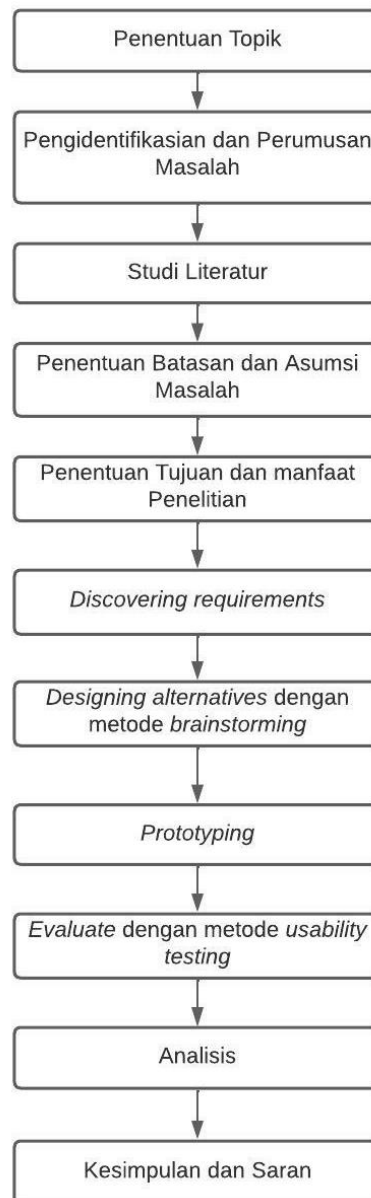 Penentuan Topik
Pengidentifikasian dan Perumusan
Masalah
Studi Literatur
Penentuan Batasan dan Asumsi
Masalah
Penentuan Tujuan dan manfaat
Penelitian
Discovering requirements
Designing alternatives dengan
metode brainstorming
Prototyping
Evaluate dengan metode usability
testing
Analisis
Kesimpulan dan Saran